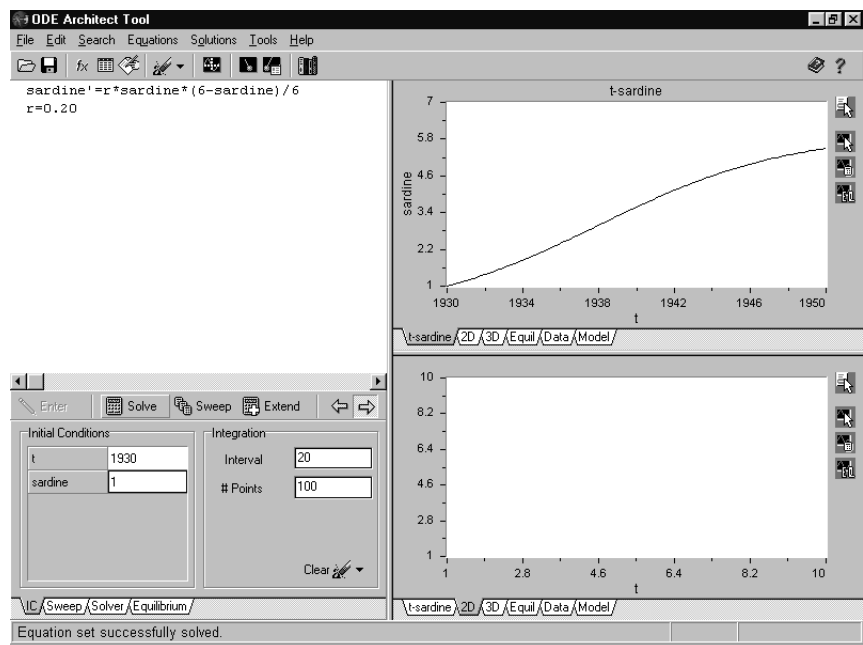 ODE Architect Tool
File Edit Search Equations Solutions Tools Help
fx
sardine'=r*sardine*(6-sardine)/6
r=0.20
t-sardine
7
5.8
4.6
3.4
2.2
1
sardine
1930 1934 1938 1942 1946 1950
t
t-sardine 2D 3D Equil Data Model
Enter Solve Sweep Extend
Initial Conditions
t 1930
sardine 1
Integration
Interval 20
# Points 100
Clear
IC Sweep Solver Equilibrium
10
8.2
6.4
4.6
2.8
1
1 2.8 4.6 6.4 8.2 10
t
t-sardine 2D 3D Equil Data Model
Equation set successfully solved.